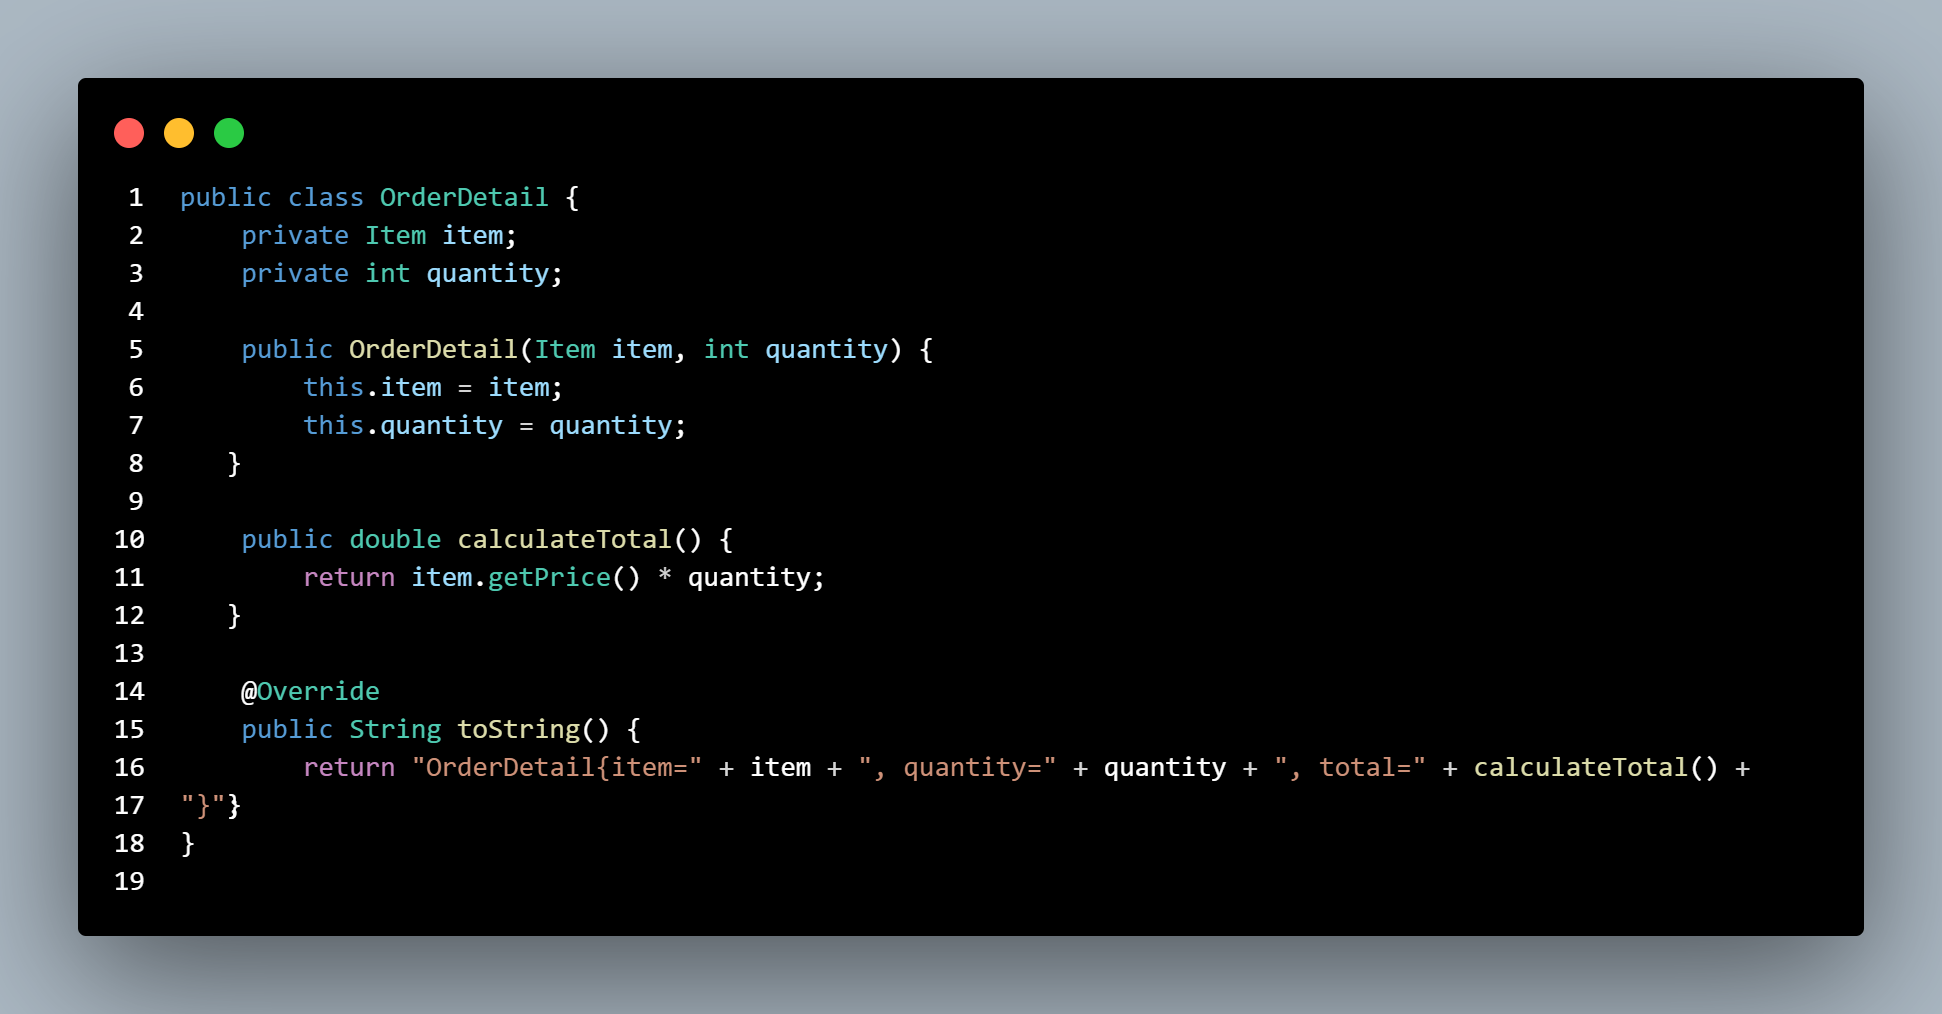 1 public class OrderDetail {
2     private Item item;
3     private int quantity;
4
5     public OrderDetail(Item item, int quantity) {
6         this.item = item;
7         this.quantity = quantity;
8    }
9
10     public double calculateTotal() {
11         return item.getPrice() * quantity;
12    }
13
14     @Override
15     public String toString() {
16         return "OrderDetail{item=" + item + ", quantity=" + quantity + ", total=" + calculateTotal() +
17 "}"}
18 }
19